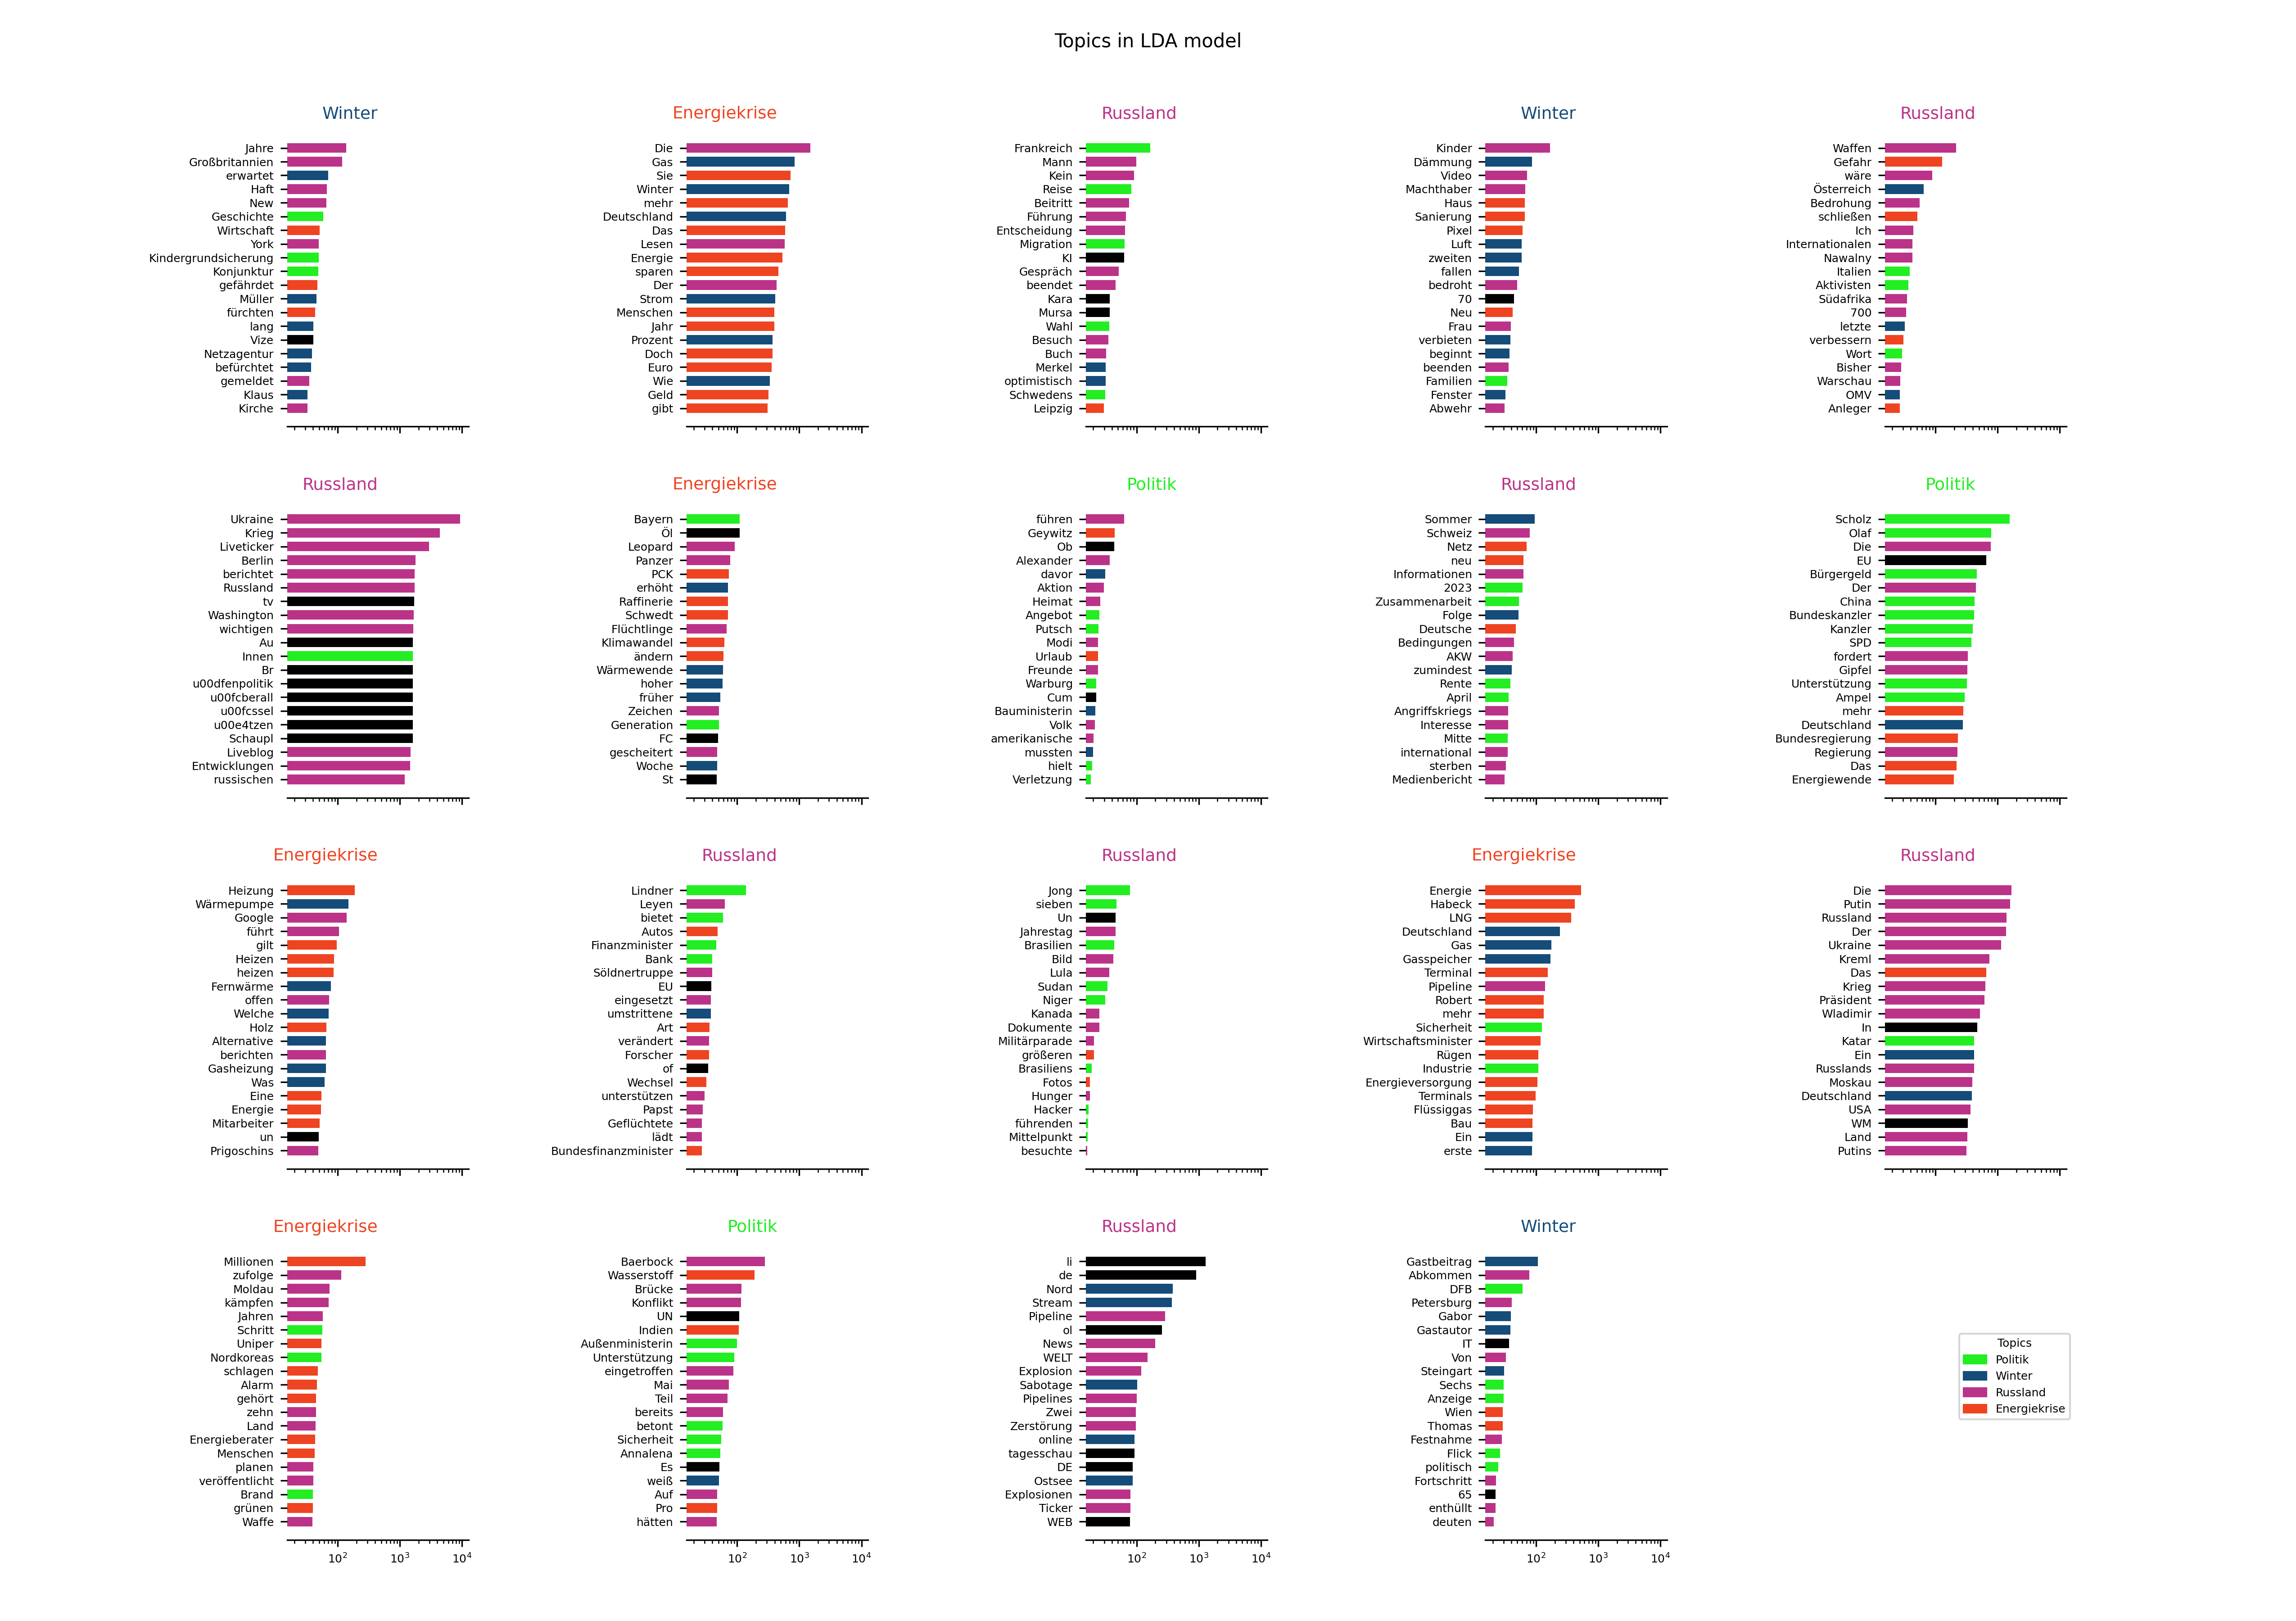 Topics in LDA model
Winter
Jahre
Großbritannien
erwartet
Haft
New
Geschichte
Wirtschaft
York
Kindergrundsicherung
Konjunktur
gefährdet
Müller
fürchten
lang
Vize
Netzagentur
befürchtet
gemeldet
Klaus
Kirche
Energiekrise
Die
Gas
Sie
Winter
mehr
Deutschland
Das
Lesen
Energie
sparen
Der
Strom
Menschen
Jahr
Prozent
Doch
Euro
Wie
Geld
gibt
Russland
Frankreich
Mann
Kein
Reise
Beitritt
Führung
Entscheidung
Migration
KI
Gespräch
beendet
Kara
Mursa
Wahl
Besuch
Buch
Merkel
optimistisch
Schwedens
Leipzig
Winter
Kinder
Dämmung
Video
Machthaber
Haus
Sanierung
Pixel
Luft
zweiten
fallen
bedroht
70
Neu
Frau
verbieten
beginnt
beenden
Familien
Fenster
Abwehr
Russland
Waffen
Gefahr
wäre
Österreich
Bedrohung
schließen
Ich
Internationalen
Nawalny
Italien
Aktivisten
Südafrika
700
letzte
verbessern
Wort
Bisher
Warschau
OMV
Anleger
Russland
Ukraine
Krieg
Liveticker
Berlin
berichtet
Russland
tv
Washington
wichtigen
Au
Innen
Br
u00dfenpolitik
u00fcberall
u00fcssel
u00e4tzen
Schaupl
Liveblog
Entwicklungen
russischen
Energiekrise
Bayern
Öl
Leopard
Panzer
PCK
erhöht
Raffinerie
Schwedt
Flüchtlinge
Klimawandel
ändern
Wärmewende
hoher
früher
Zeichen
Generation
FC
gescheitert
Woche
St
Politik
führen
Geywitz
Ob
Alexander
davor
Aktion
Heimat
Angebot
Putsch
Modi
Urlaub
Freunde
Warburg
Cum
Bauministerin
Volk
amerikanische
mussten
hielt
Verletzung
Russland
Sommer
Schweiz
Netz
neu
Informationen
2023
Zusammenarbeit
Folge
Deutsche
Bedingungen
AKW
zumindest
Rente
April
Angriffskriegs
Interesse
Mitte
international
sterben
Medienbericht
Politik
Scholz
Olaf
Die
EU
Bürgergeld
Der
China
Bundeskanzler
Kanzler
SPD
fordert
Gipfel
Unterstützung
Ampel
mehr
Deutschland
Bundesregierung
Regierung
Das
Energiewende
Energiekrise
Heizung
Wärmepumpe
Google
führt
gilt
Heizen
heizen
Fernwärme
offen
Welche
Holz
Alternative
berichten
Gasheizung
Was
Eine
Energie
Mitarbeiter
un
Prigoschins
Russland
Lindner
Leyen
bietet
Autos
Finanzminister
Bank
Söldnertruppe
EU
eingesetzt
umstrittene
Art
verändert
Forscher
of
Wechsel
unterstützen
Papst
Geflüchtete
lädt
Bundesfinanzminister
Russland
Jong
sieben
Un
Jahrestag
Brasilien
Bild
Lula
Sudan
Niger
Kanada
Dokumente
Militärparade
größeren
Brasiliens
Fotos
Hunger
Hacker
führenden
Mittelpunkt
besuchte
Energiekrise
Energie
Habeck
LNG
Deutschland
Gas
Gasspeicher
Terminal
Pipeline
Robert
mehr
Sicherheit
Wirtschaftsminister
Rügen
Industrie
Energieversorgung
Terminals
Flüssiggas
Bau
Ein
erste
Russland
Die
Putin
Russland
Der
Ukraine
Kreml
Das
Krieg
Präsident
Wladimir
In
Katar
Ein
Russlands
Moskau
Deutschland
USA
WM
Land
Putins
Energiekrise
Millionen
zufolge
Moldau
kämpfen
Jahren
Schritt
Uniper
Nordkoreas
schlagen
Alarm
gehört
zehn
Land
Energieberater
Menschen
planen
veröffentlicht
Brand
grünen
Waffe
10² 10³ 10⁴
Politik
Baerbock
Wasserstoff
Brücke
Konflikt
UN
Indien
Außenministerin
Unterstützung
eingetroffen
Mai
Teil
bereits
betont
Sicherheit
Annalena
Es
weiß
Auf
Pro
hätten
10² 10³ 10⁴
Russland
li
de
Nord
Stream
Pipeline
ol
News
WELT
Explosion
Sabotage
Pipelines
Zwei
Zerstörung
online
tagesschau
DE
Ostsee
Explosionen
Ticker
WEB
10² 10³ 10⁴
Winter
Gastbeitrag
Abkommen
DFB
Petersburg
Gabor
Gastautor
IT
Von
Steingart
Sechs
Anzeige
Wien
Thomas
Festnahme
Flick
politisch
Fortschritt
65
enthüllt
deuten
10² 10³ 10⁴
Topics
Politik
Winter
Russland
Energiekrise